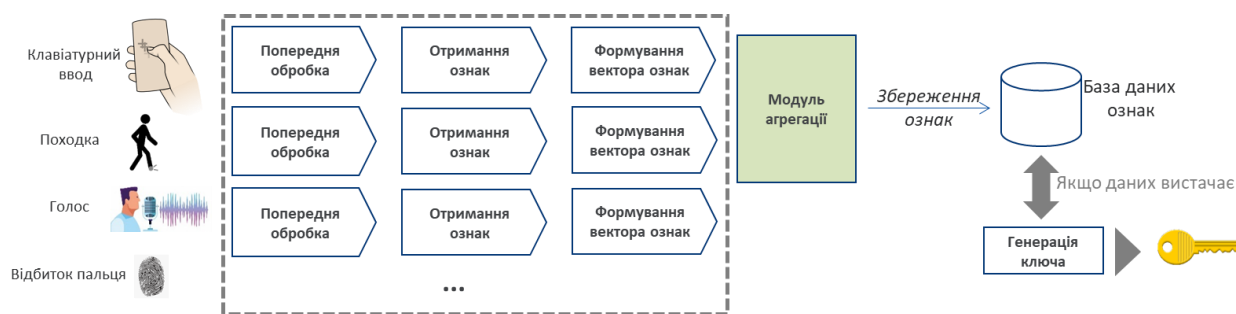 Клавіатурний
ввод
Попередня
обробка
Отримання
ознак
Формування
вектора ознак
Походка
Попередня
обробка
Отримання
ознак
Формування
вектора ознак
Голос
Попередня
обробка
Отримання
ознак
Формування
вектора ознак
Відбиток пальця
...
Модуль
агрегації
Збереження
ознак
База даних
ознак
Якщо даних вистачає
Генерація
ключа